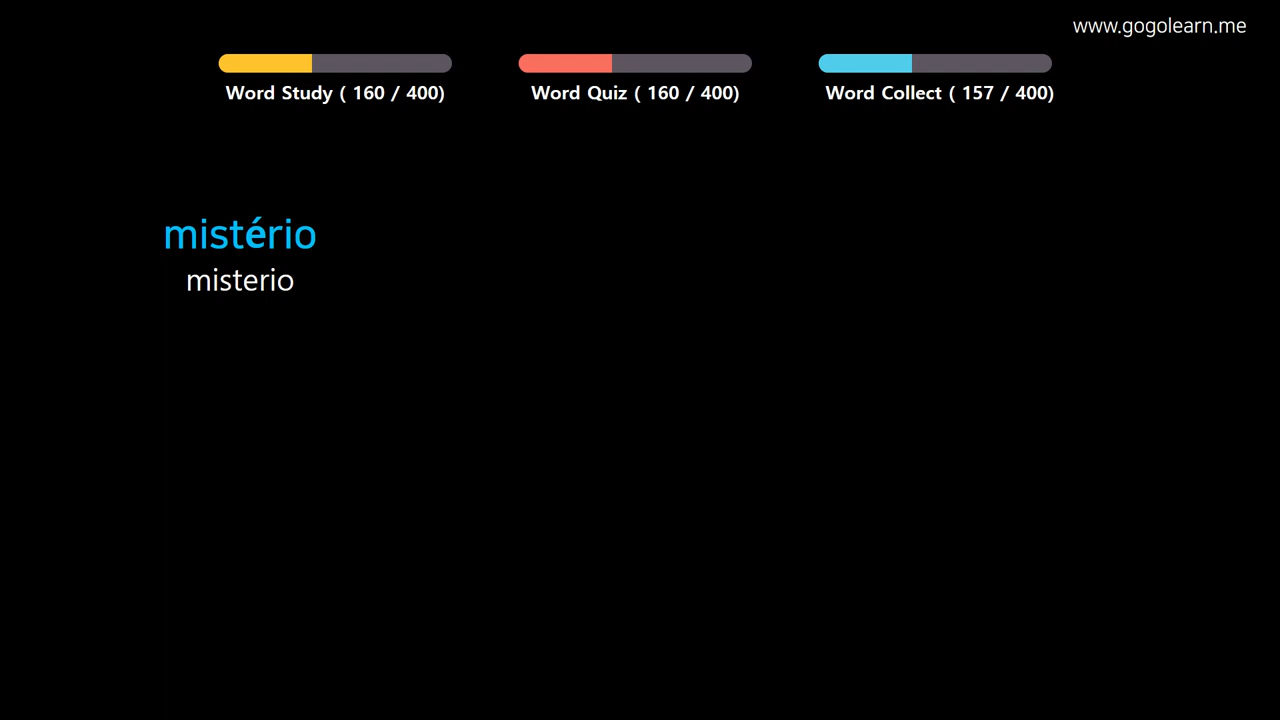 www.gogolearn.me
Word Study ( 160 / 400)
Word Quiz ( 160 / 400)
Word Collect ( 157 / 400)
mistério
misterio